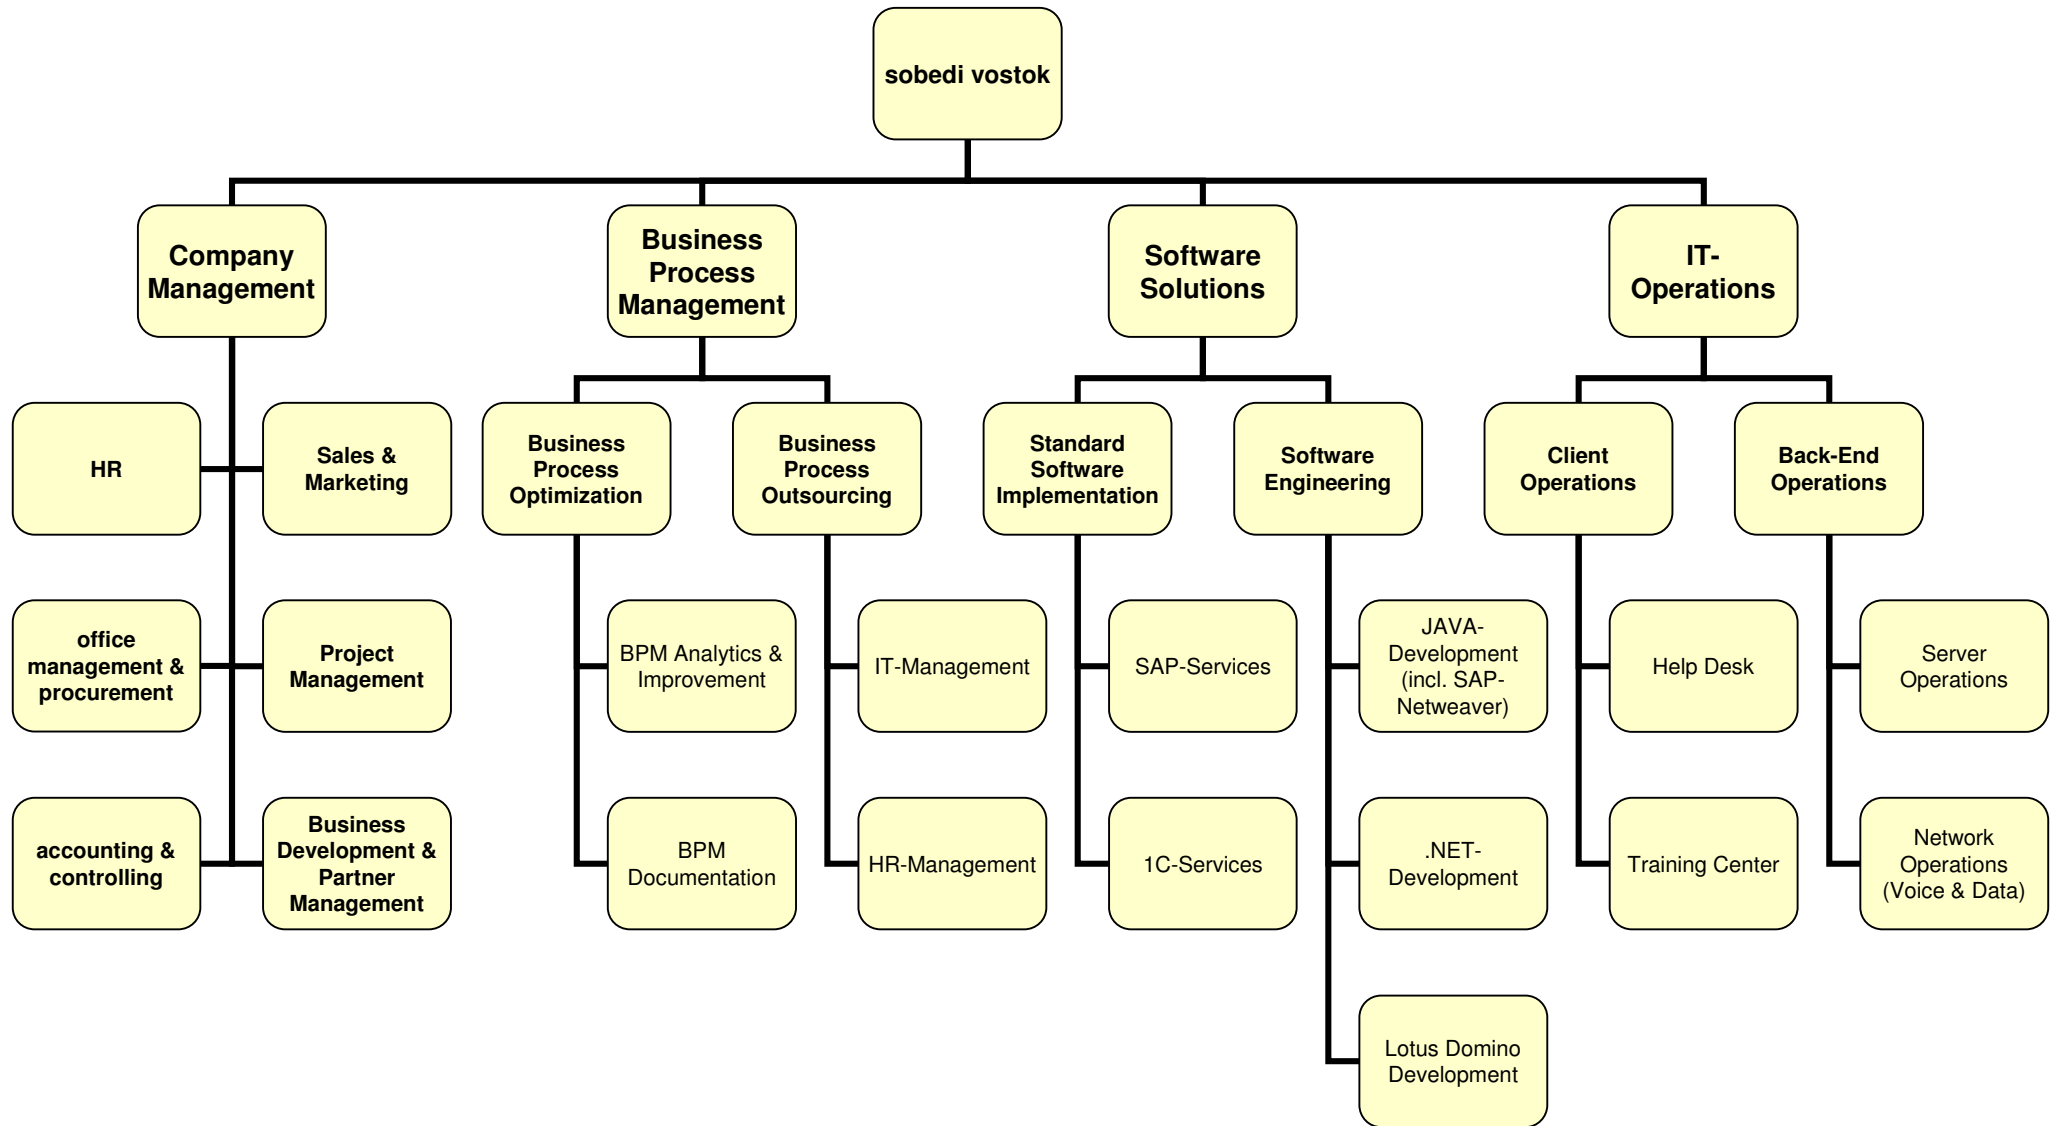 sobedi vostok
Company
Management
Business
Process
Management
Software
Solutions
IT-
Operations
HR
Sales &
Marketing
Business
Process
Optimization
Business
Process
Outsourcing
Standard
Software
Implementation
Software
Engineering
Client
Operations
Back-End
Operations
office
management &
procurement
Project
Management
BPM Analytics &
Improvement
IT-Management
SAP-Services
JAVA-
Development
(incl. SAP-
Netweaver)
Help Desk
Server
Operations
accounting &
controlling
Business
Development &
Partner
Management
BPM
Documentation
HR-Management
1C-Services
.NET-
Development
Training Center
Network
Operations
(Voice & Data)
Lotus Domino
Development